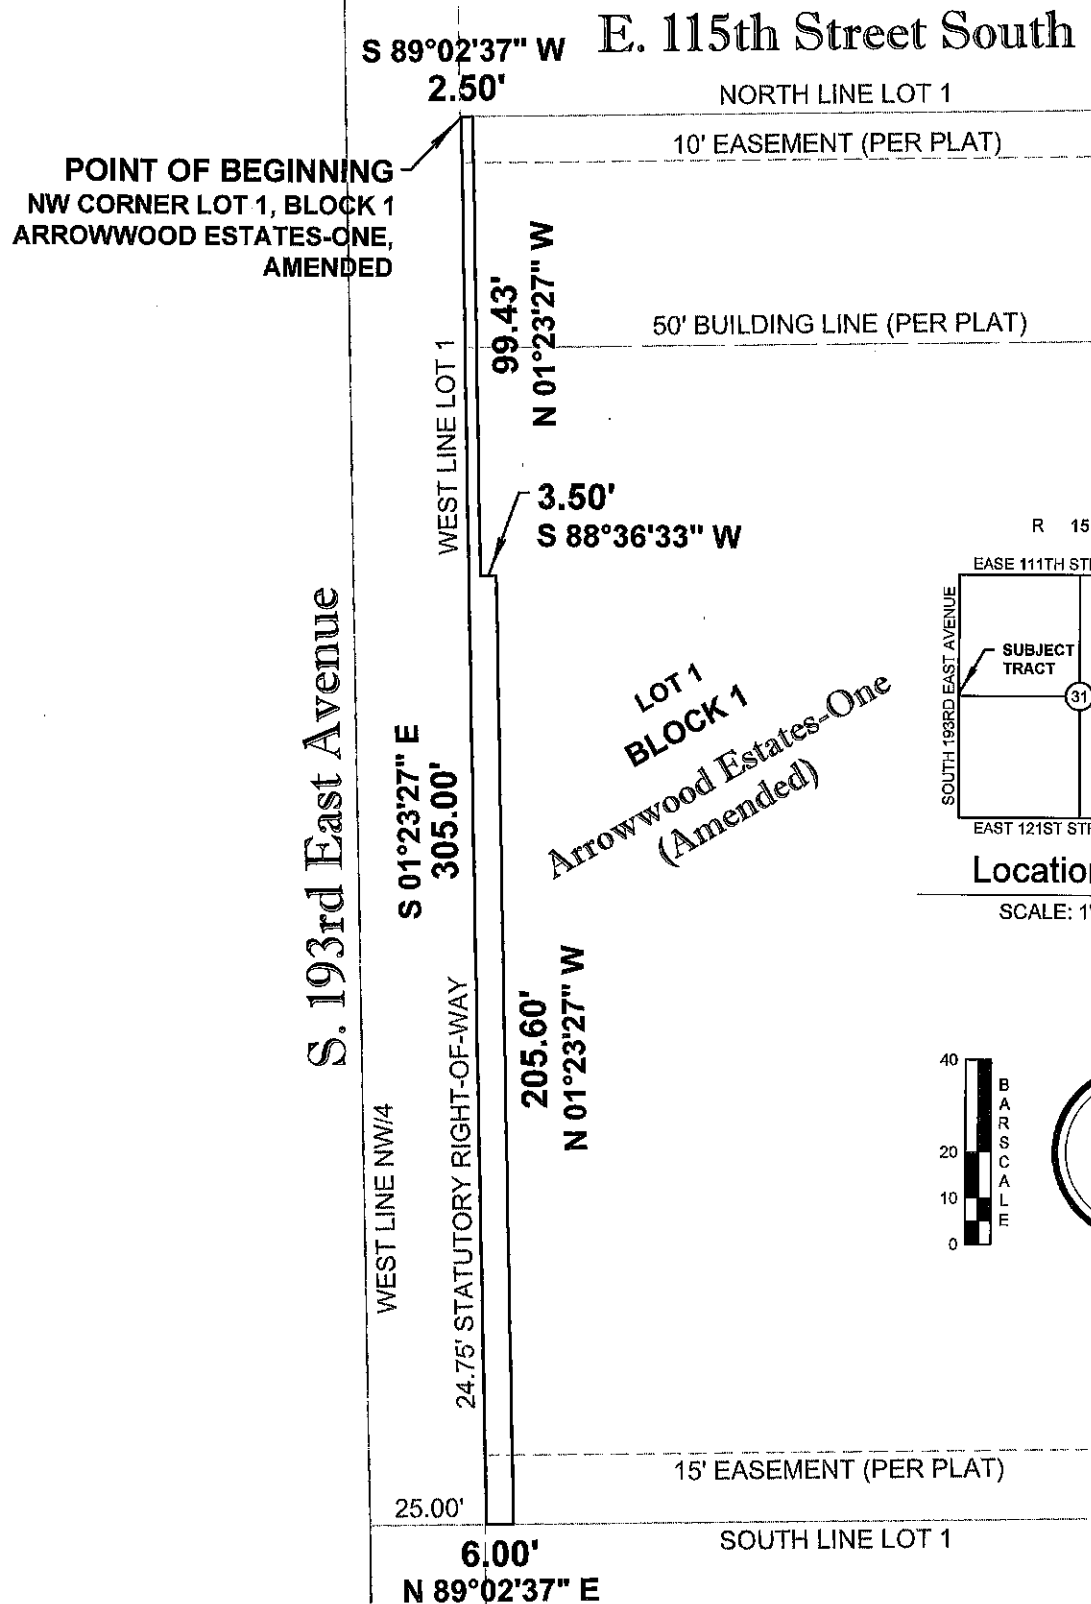 E. 115th Street South
S 89°02'37" W
2.50'
NORTH LINE LOT 1
10' EASEMENT (PER PLAT)
POINT OF BEGINNING
NW CORNER LOT 1, BLOCK 1
ARROWWOOD ESTATES-ONE,
AMENDED
99.43'
N 01°23'27" W
50' BUILDING LINE (PER PLAT)
WEST LINE LOT 1
3.50'
S 88°36'33" W
R 15
EASE 111TH
SOUTH 193RD EAST AVENUE
SUBJECT
TRACT
31
EAST 121ST
SCALE: 1"
S. 193rd East Avenue
S 01°23'27" E
305.00'
LOT 1
BLOCK 1
Arrowwood Estates-One
(Amended)
205.60'
N 01°23'27" W
24.75' STATUTORY RIGHT-OF-WAY
WEST LINE NW/4
40
20
10
0
BARSCALE
15' EASEMENT (PER PLAT)
25.00'
SOUTH LINE LOT 1
6.00'
N 89°02'37" E